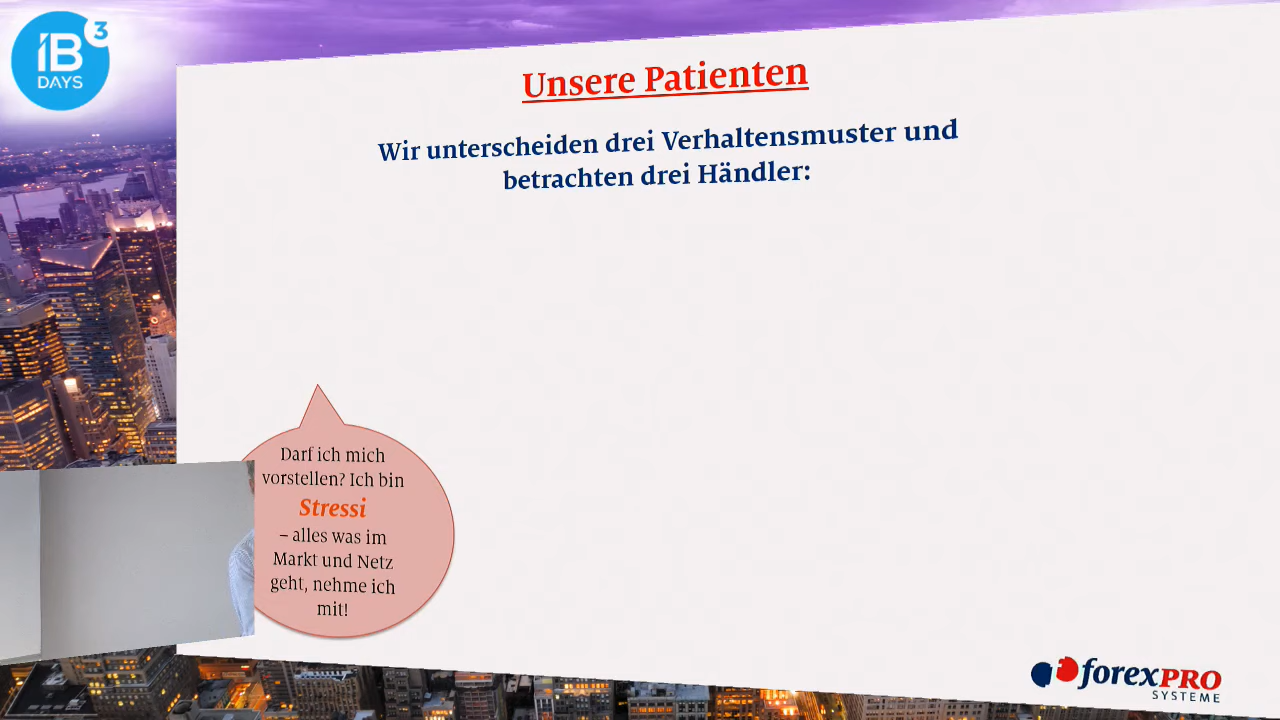 iB 3
DAYS
Unsere Patienten
Wir unterscheiden drei Verhaltensmuster und
betrachten drei Händler:
Darf ich mich
vorstellen? Ich bin
Stressi
– alles was im
Markt und Netz
geht, nehme ich
mit!
forexPRO
SYSTEME